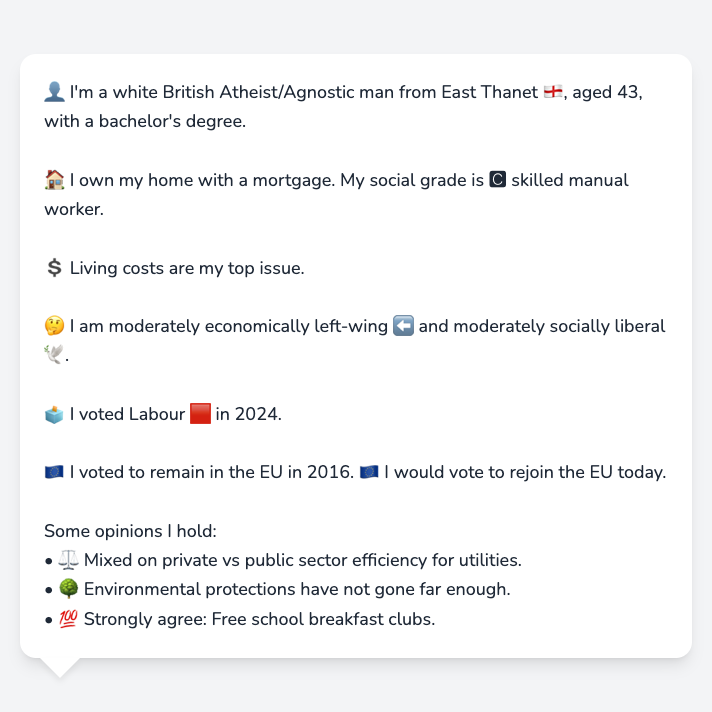 👤 I'm a white British Atheist/Agnostic man from East Thanet 🏴󠁧󠁢󠁥󠁮󠁧󠁿, aged 43,
with a bachelor's degree.
🏠 I own my home with a mortgage. My social grade is 🅲 skilled manual
worker.
💲 Living costs are my top issue.
🤔 I am moderately economically left-wing ⬅️ and moderately socially liberal
🕊️.
🗳️ I voted Labour 🟥 in 2024.
🇪🇺 I voted to remain in the EU in 2016. 🇪🇺 I would vote to rejoin the EU today.
Some opinions I hold:
• ⚖️ Mixed on private vs public sector efficiency for utilities.
• 🌳 Environmental protections have not gone far enough.
• 💯 Strongly agree: Free school breakfast clubs.